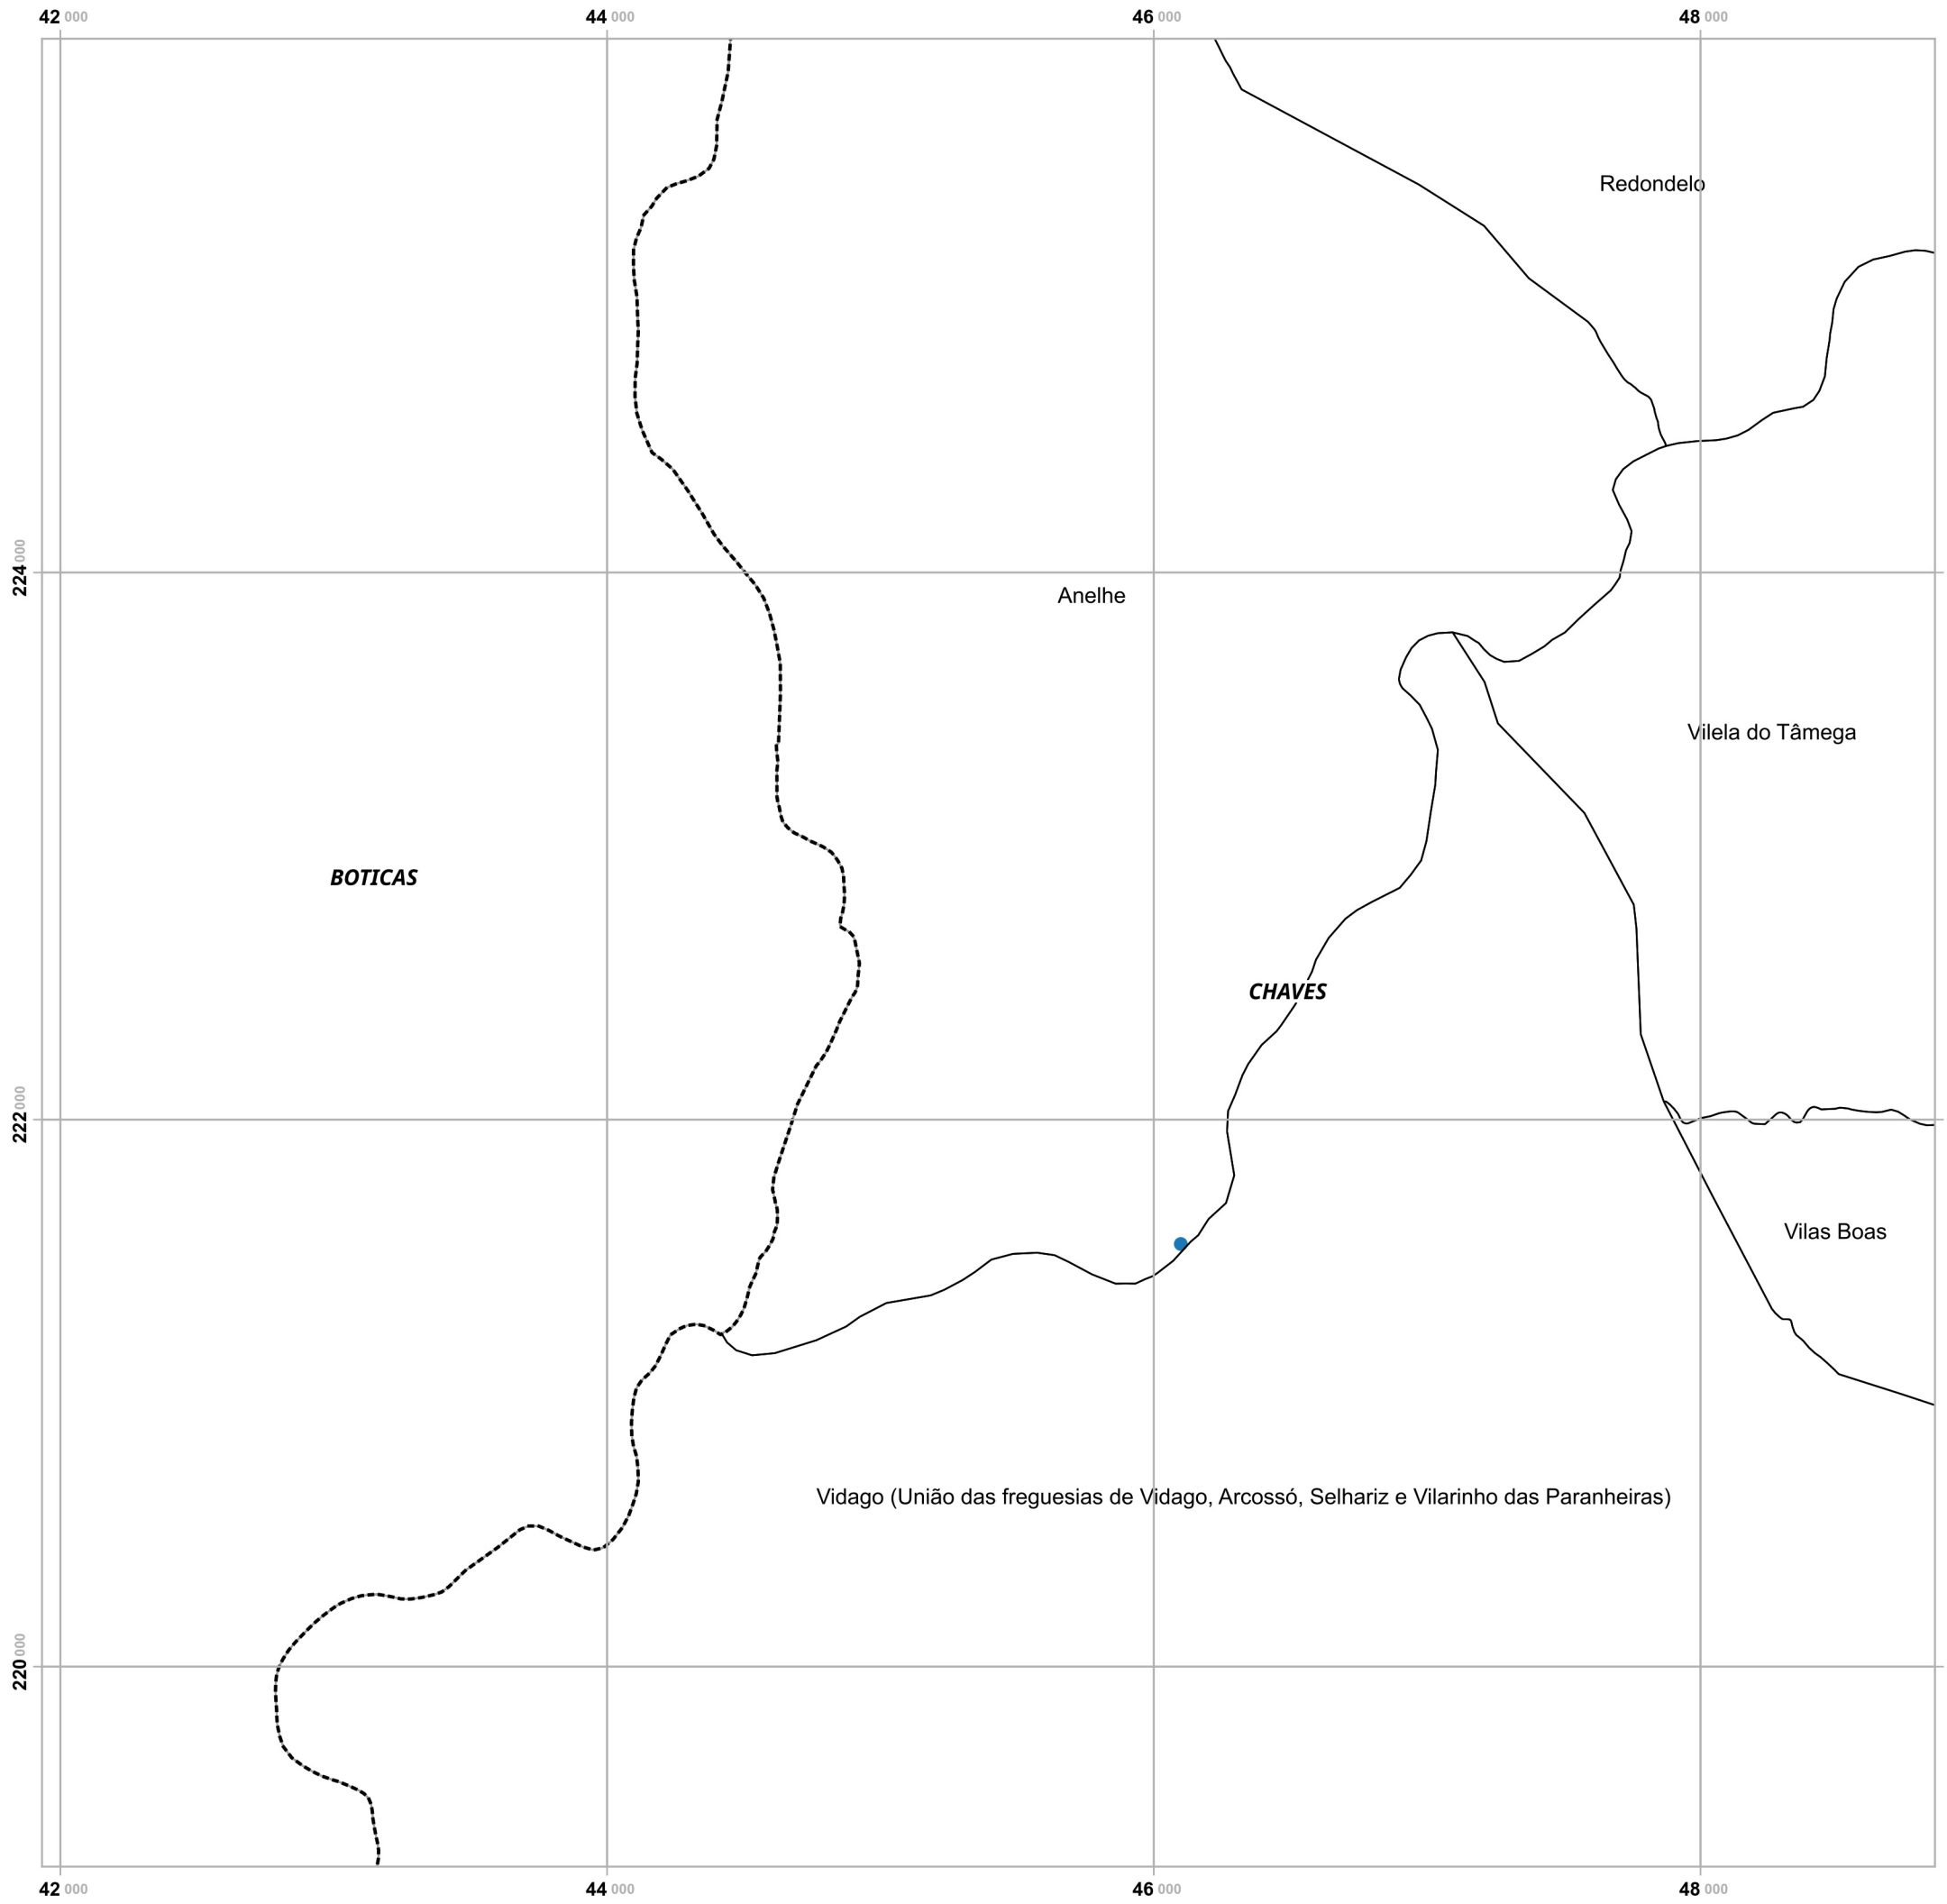 42 000 44 000 46 000 48 000
Redondelo
224 000
Anelhe
Vilela do Tâmega
BOTICAS
CHAVES
222 000
Vilas Boas
Vidago (União das freguesias de Vidago, Arcossó, Selhariz e Vilarinho das Paranheiras)
220 000
42 000 44 000 46 000 48 000